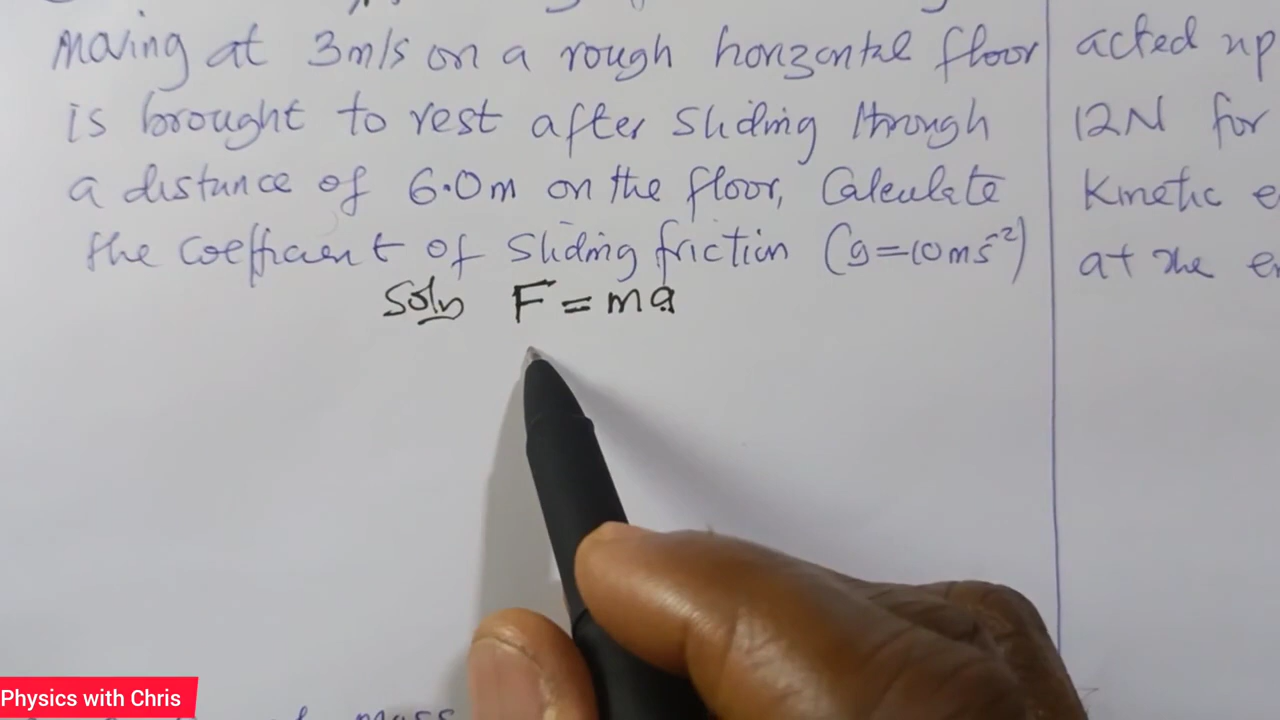 moving at 3m/s on a rough horizontal floor
is brought to rest after sliding through
a distance of 6.0m on the floor, Calculate
the coefficient of sliding friction (g=10ms⁻²)
Soln F = ma
acted up
12N for
Kinetic e
at the e
mass
Physics with Chris